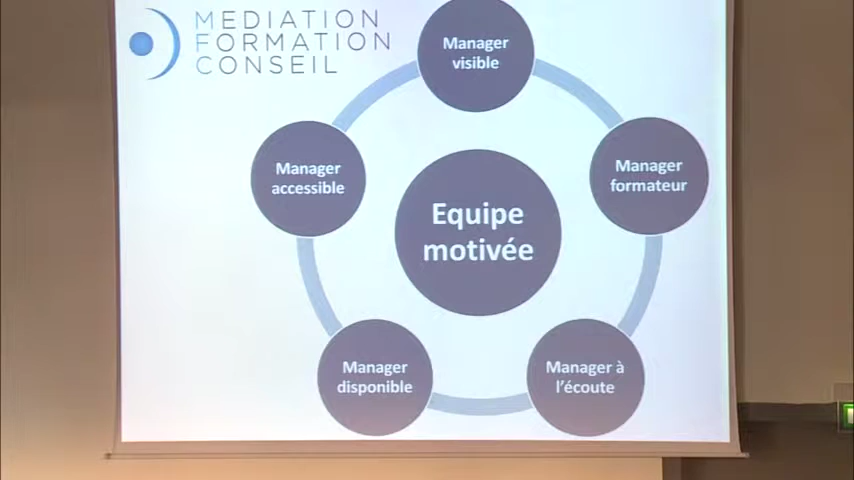 MEDIATION
FORMATION
CONSEIL
Manager
visible
Manager
accessible
Manager
formateur
Equipe
motivée
Manager
disponible
Manager à
l'écoute